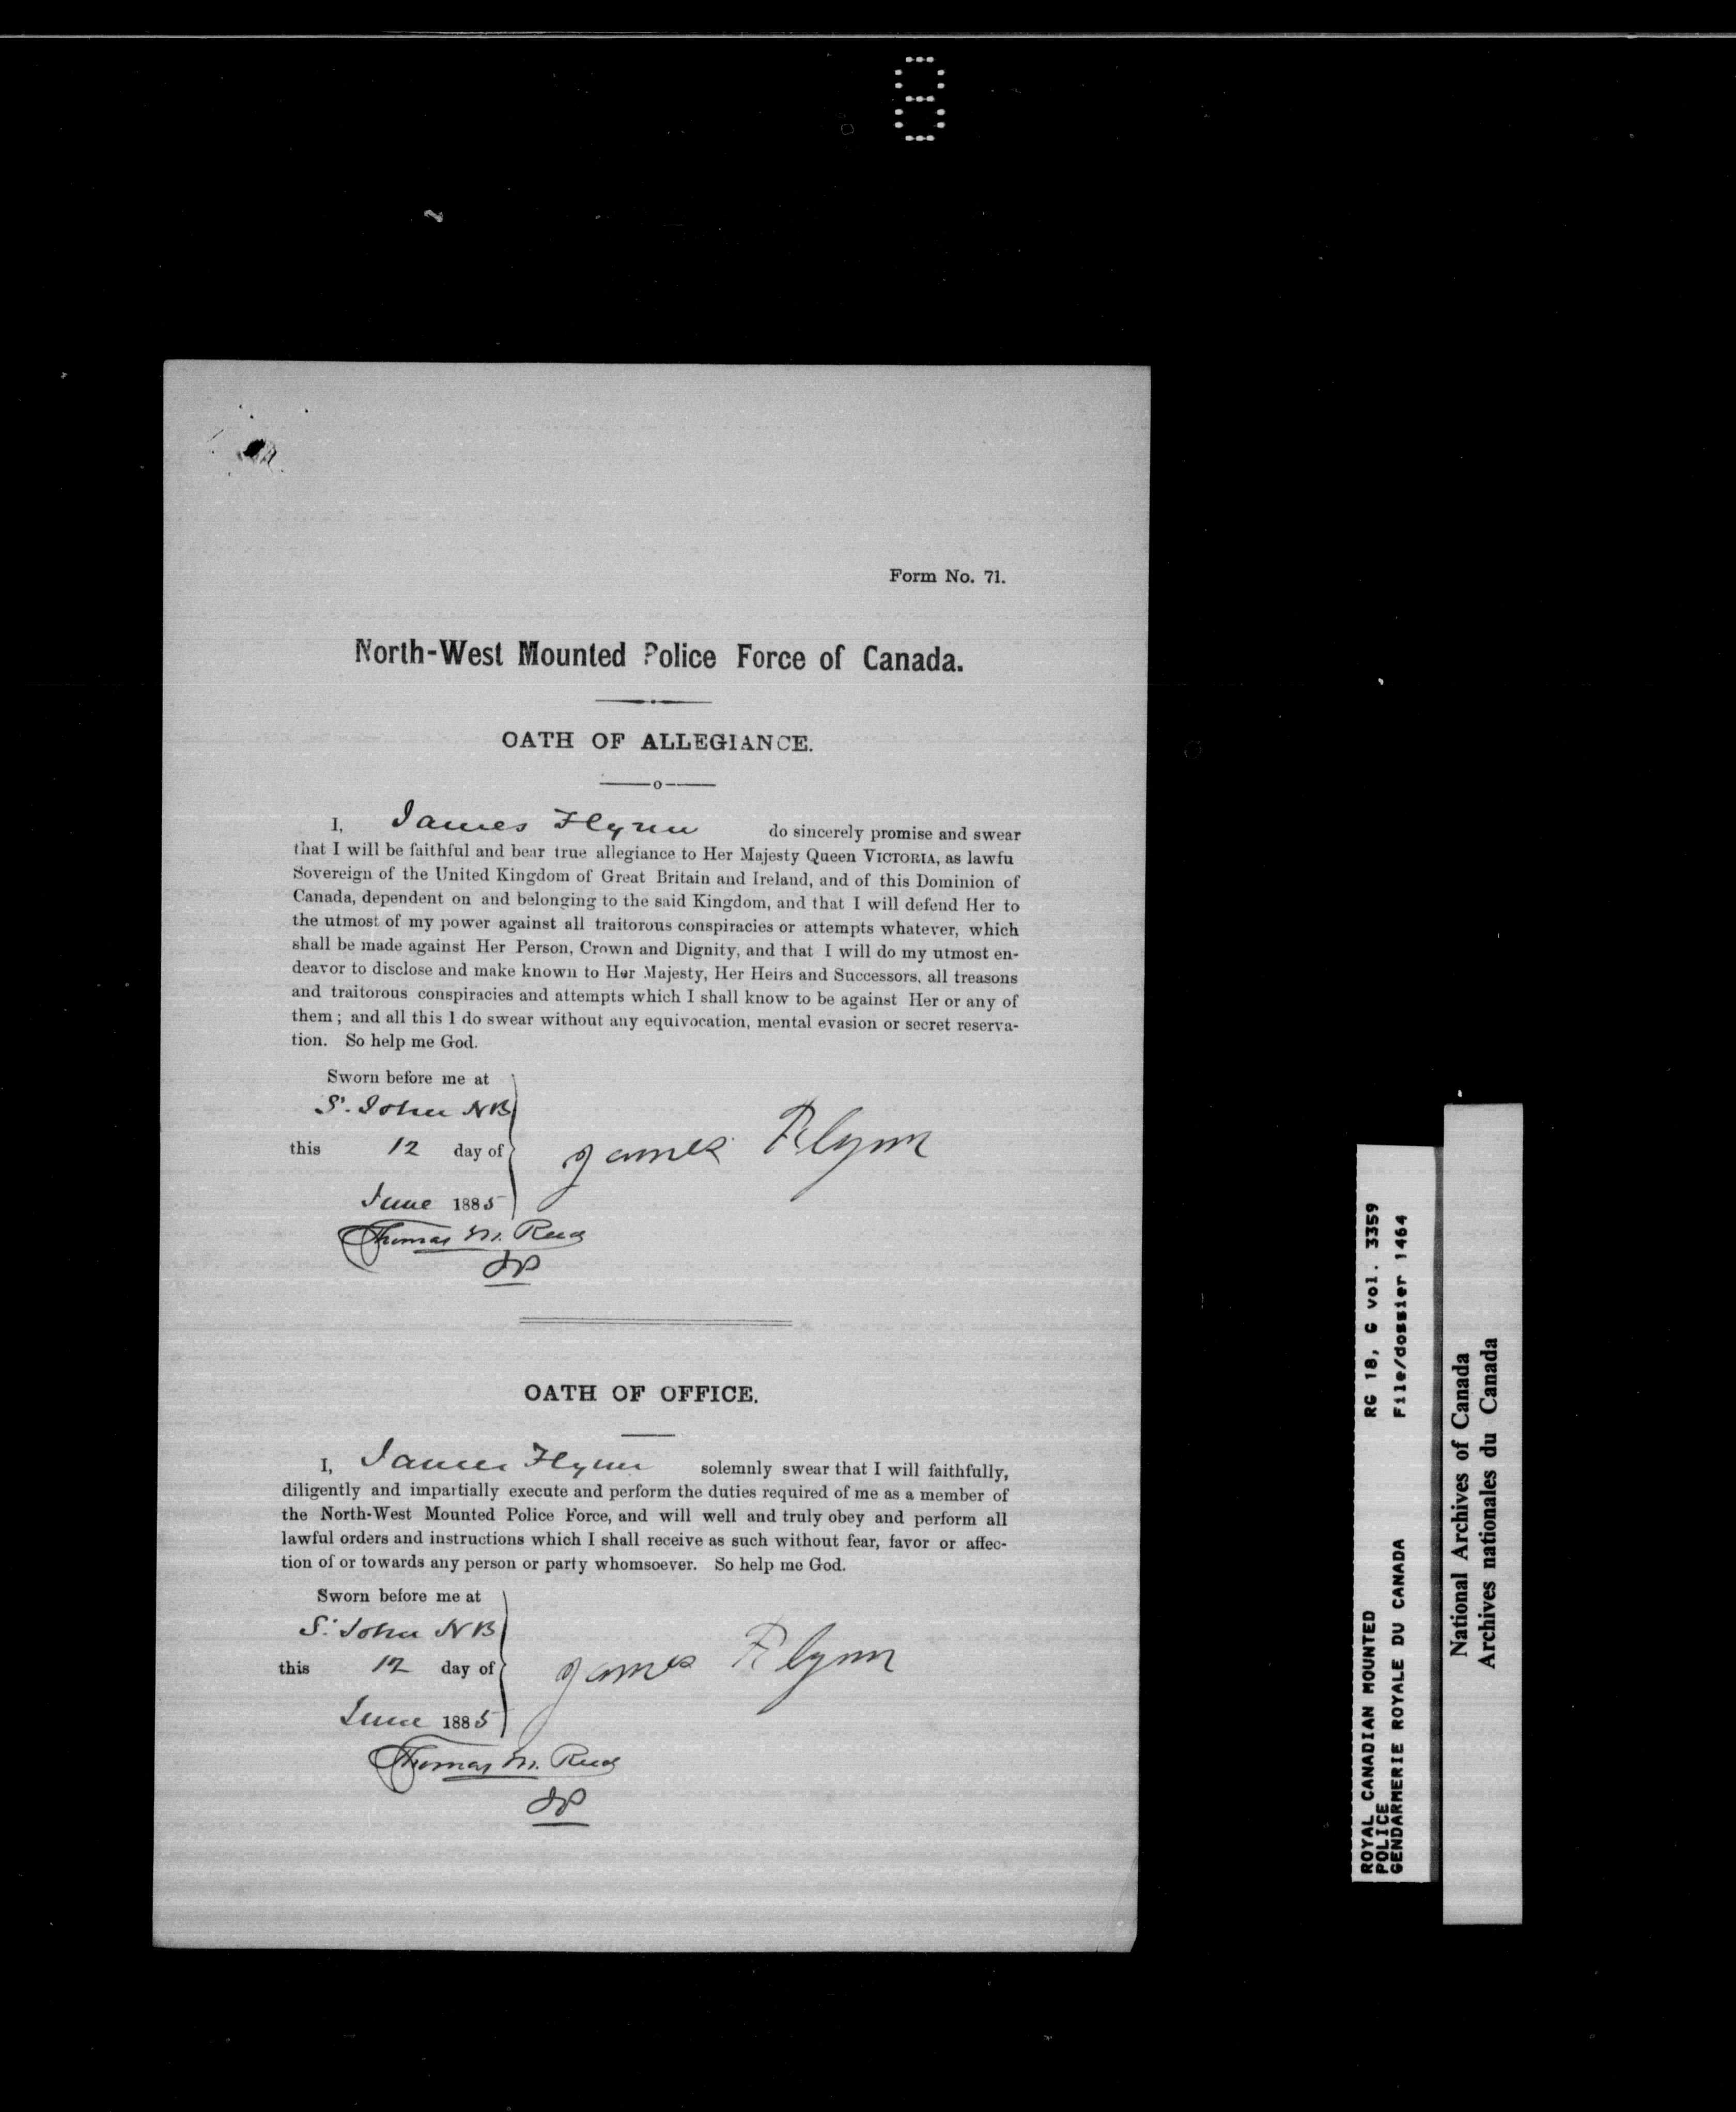 8
Form No. 71.
North-West Mounted Police Force of Canada.
OATH OF ALLEGIANCE.
I, James Flynn do sincerely promise and swear
that I will be faithful and bear true allegiance to Her Majesty Queen VICTORIA, as lawfu
Sovereign of the United Kingdom of Great Britain and Ireland, and of this Dominion of
Canada, dependent on and belonging to the said Kingdom, and that I will defend Her to
the utmost of my power against all traitorous conspiracies or attempts whatever, which
shall be made against Her Person, Crown and Dignity, and that I will do my utmost en-
deavor to disclose and make known to Her Majesty, Her Heirs and Successors, all treasons
and traitorous conspiracies and attempts which I shall know to be against Her or any of
them; and all this I do swear without any equivocation, mental evasion or secret reserva-
tion. So help me God.
Sworn before me at
St. John NB
this 12 day of
James Flynn
June 1885
Thomas M. Reed
JP
OATH OF OFFICE.
I, James Flynn solemnly swear that I will faithfully,
diligently and impartially execute and perform the duties required of me as a member of
the North-West Mounted Police Force, and will well and truly obey and perform all
lawful orders and instructions which I shall receive as such without fear, favor or affec-
tion of or towards any person or party whomsoever. So help me God.
Sworn before me at
St. John NB
this 12 day of
James Flynn
June 1885
Thomas M. Reed
JP
ROYAL CANADIAN MOUNTED RG 18, G vol. 3359
POLICE
GENDARMERIE ROYALE DU CANADA File/dossier 1464
National Archives of Canada
Archives nationales du Canada